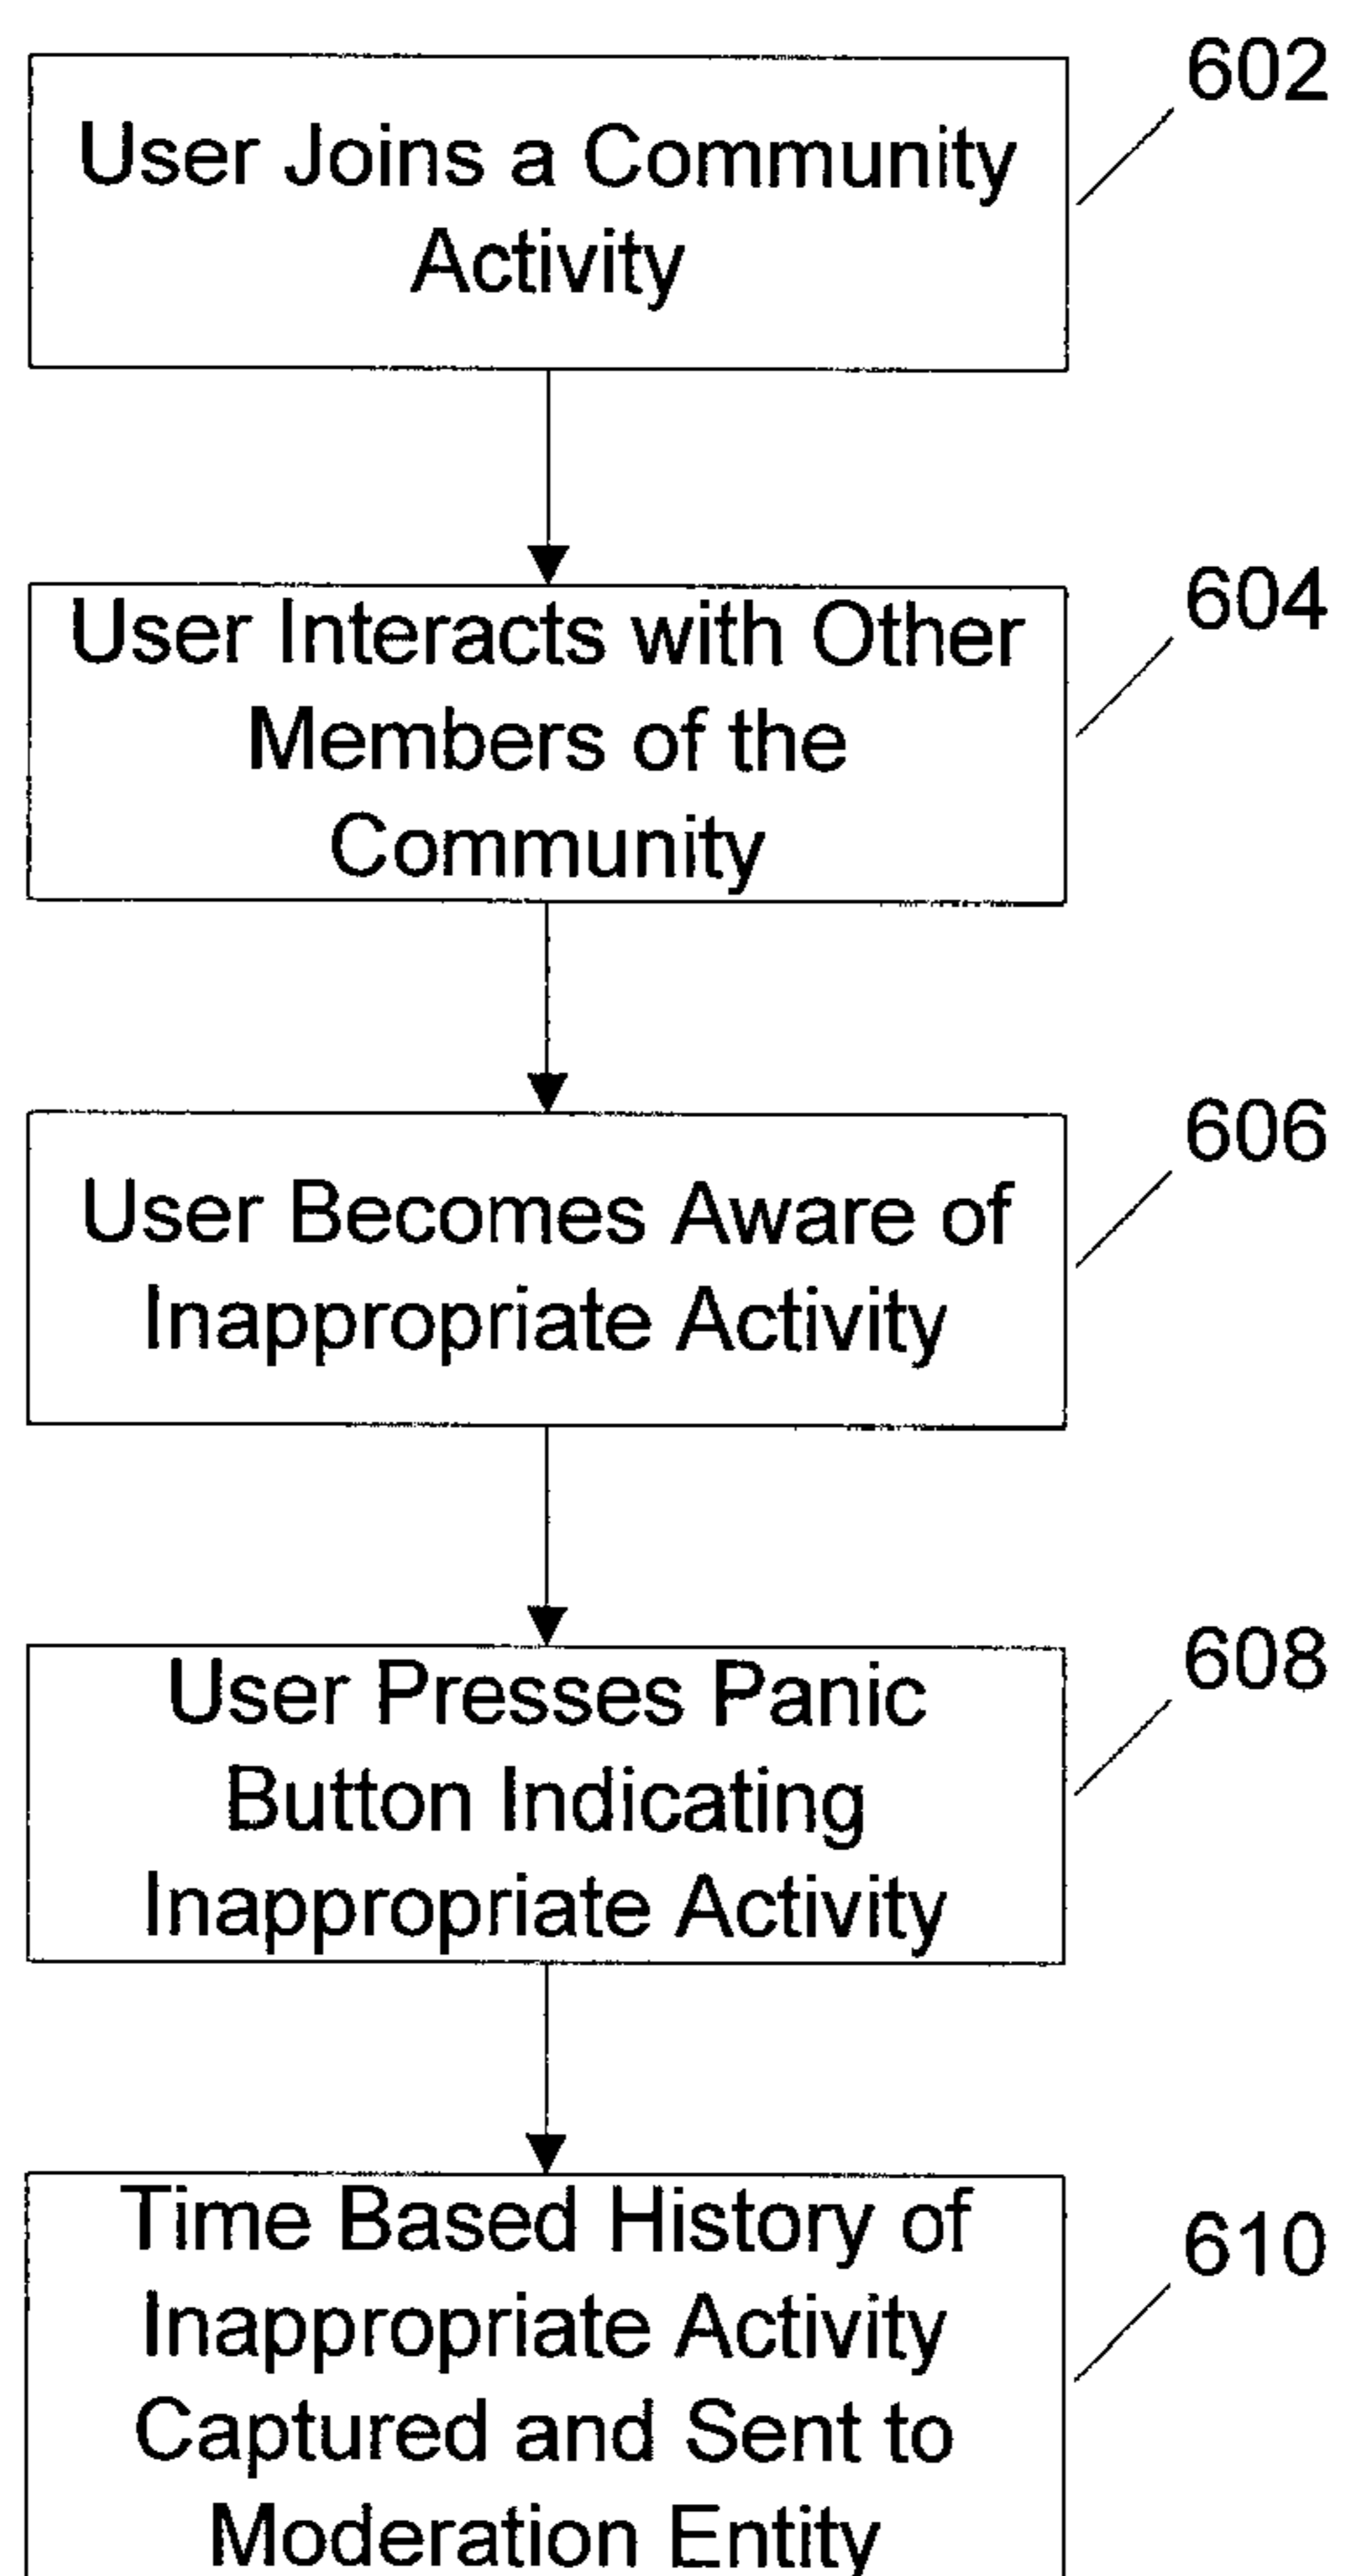 602
User Joins a Community
Activity
604
User Interacts with Other
Members of the
Community
606
User Becomes Aware of
Inappropriate Activity
608
User Presses Panic
Button Indicating
Inappropriate Activity
610
Time Based History of
Inappropriate Activity
Captured and Sent to
Moderation Entity